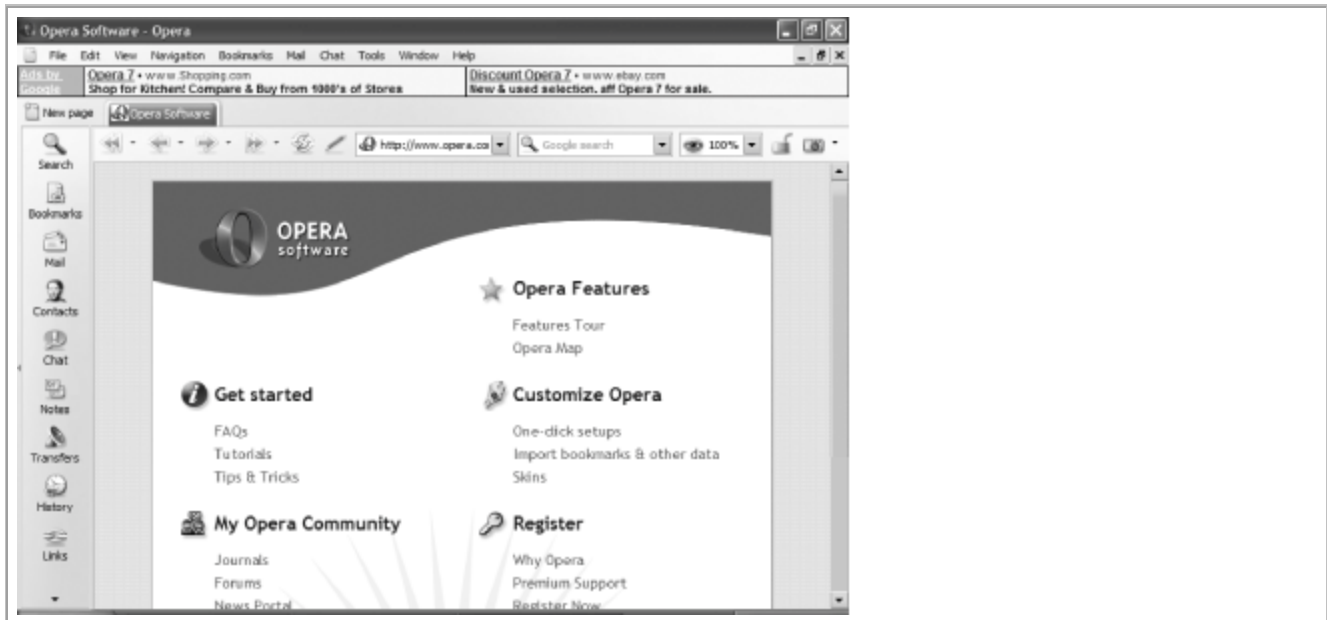 Opera Software - Opera
File Edit View Navigation Bookmarks Mail Chat Tools Window Help
Ads by Google
Opera 7 • www.Shopping.com
Shop for Kitchen! Compare & Buy from 1000's of Stores
Discount Opera 7 • www.ebay.com
New & used selection. aff Opera 7 for sale.
New page Opera Software
http://www.opera.co Google search 100%
Search
Bookmarks
Mail
Contacts
Chat
Notes
Transfers
History
Links
OPERA
software
Opera Features
Features Tour
Opera Map
Get started
FAQs
Tutorials
Tips & Tricks
Customize Opera
One-click setups
Import bookmarks & other data
Skins
My Opera Community
Journals
Forums
News Portal
Register
Why Opera
Premium Support
Register Now